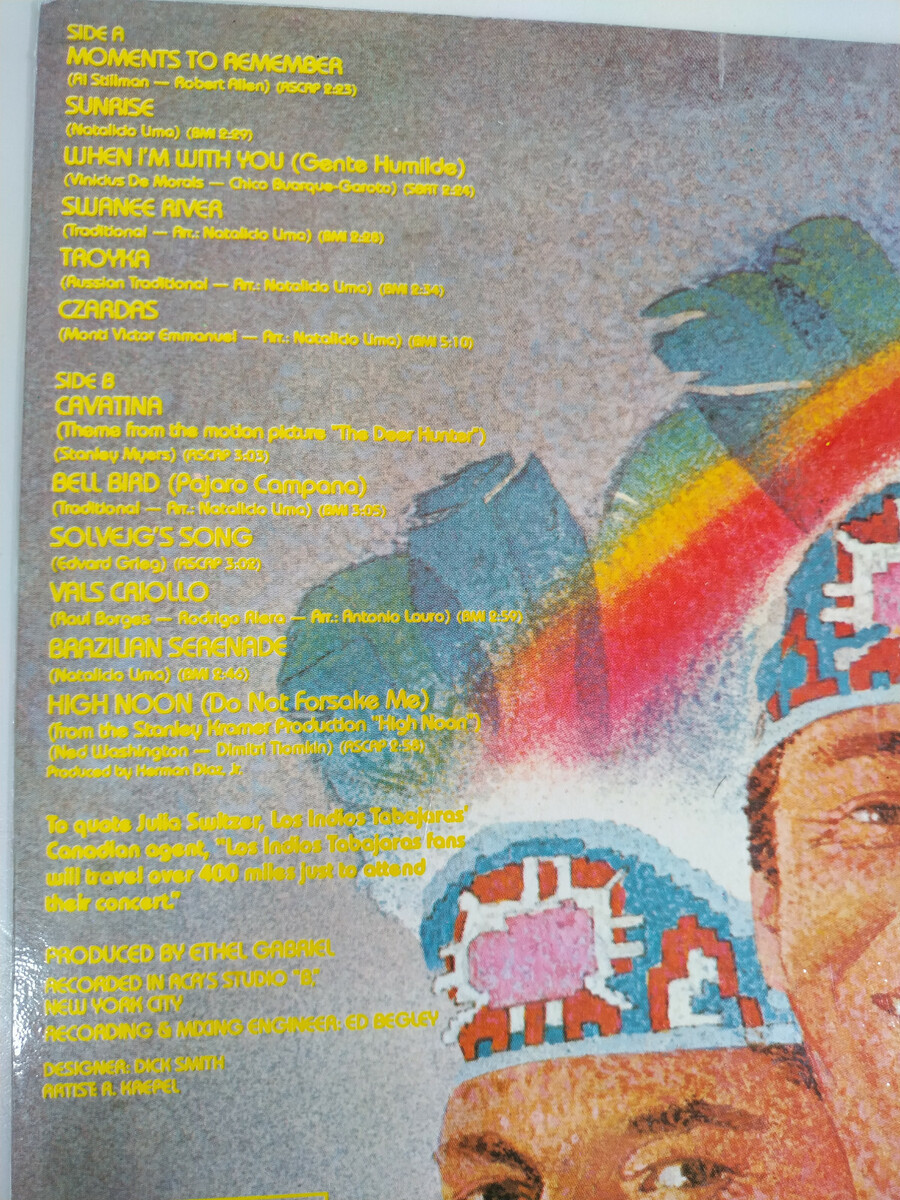 SIDE A
MOMENTS TO REMEMBER
(Al Stillman — Robert Allen) (ASCAP 2:23)
SUNRISE
(Natalicio Lima) (BMI 2:29)
WHEN I'M WITH YOU (Gente Humilde)
(Vinicius De Morais — Chico Buarque-Garoto) (SBAT 2:24)
SWANEE RIVER
(Traditional — Arr.: Natalicio Lima) (BMI 2:28)
TROYKA
(Russian Traditional — Arr.: Natalicio Lima) (BMI 2:34)
CZARDAS
(Monti Victor Emmanuel — Arr.: Natalicio Lima) (BMI 5:10)
SIDE B
CAVATINA
(Theme from the motion picture "The Deer Hunter")
(Stanley Myers) (ASCAP 3:03)
BELL BIRD (Pajaro Campana)
(Traditional — Arr.: Natalicio Lima) (BMI 3:05)
SOLVEJG'S SONG
(Edvard Grieg) (ASCAP 3:02)
VALS CRIOLLO
(Raul Borges — Rodrigo Riera — Arr.: Antonio Lauro) (BMI 2:59)
BRAZILIAN SERENADE
(Natalicio Lima) (BMI 2:46)
HIGH NOON (Do Not Forsake Me)
(from the Stanley Kramer Production "High Noon")
(Ned Washington — Dimitri Tiomkin) (ASCAP 2:58)
Produced by Herman Diaz, Jr.
To quote Julia Switzer, Los Indios Tabajaras'
Canadian agent, "Los Indios Tabajaras fans
will travel over 400 miles just to attend
their concert."
PRODUCED BY ETHEL GABRIEL
RECORDED IN RCA'S STUDIO "B,"
NEW YORK CITY
RECORDING & MIXING ENGINEER: ED BEGLEY
DESIGNER: DICK SMITH
ARTIST: R. KREPEL